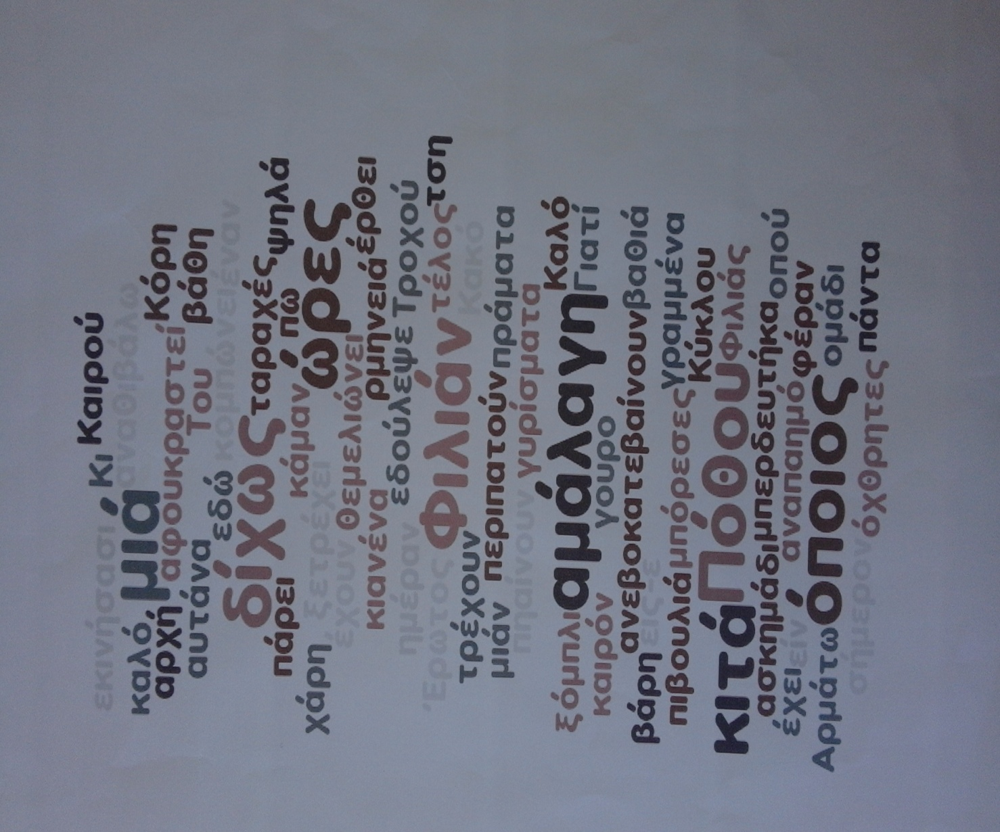 εκινήσασι Κι Καιρού
καλό μιά αναθιβάλω
αρχή αφουκραστεί Κόρη
αυτάνα Του βάθη
εδώ κομπώνει έναν
δίχως ταραχές ψηλά
πάρει κάμαν πώ
χάρη ξετρέχει ώρες
έχουν θεμελιώνει έρθει
κιανένα ρμηνειά
ημέραν εδούλεψε Τροχού
Έρωτος Φιλιάν τέλος τση
τρέχουν Κακό
μιάν περιπατούν πράματα
πηαίνουν γυρίσματα
ξόμπλι αμάλαγη Καλό
καιρόν γουρο Γιατί
ανεβοκατεβαίνουν βαθιά
βάρη εις-ε
πιβουλιά μπόρεσες γραμμένα
κιτά Πόθου Κύκλου
φιλιάς
ασκημάδι μπερδευτήκα οπού
έχει είν' αναπαημό φέραν
Αρμάτω όποιος ομάδι
σήμερον όχθρητες πάντα